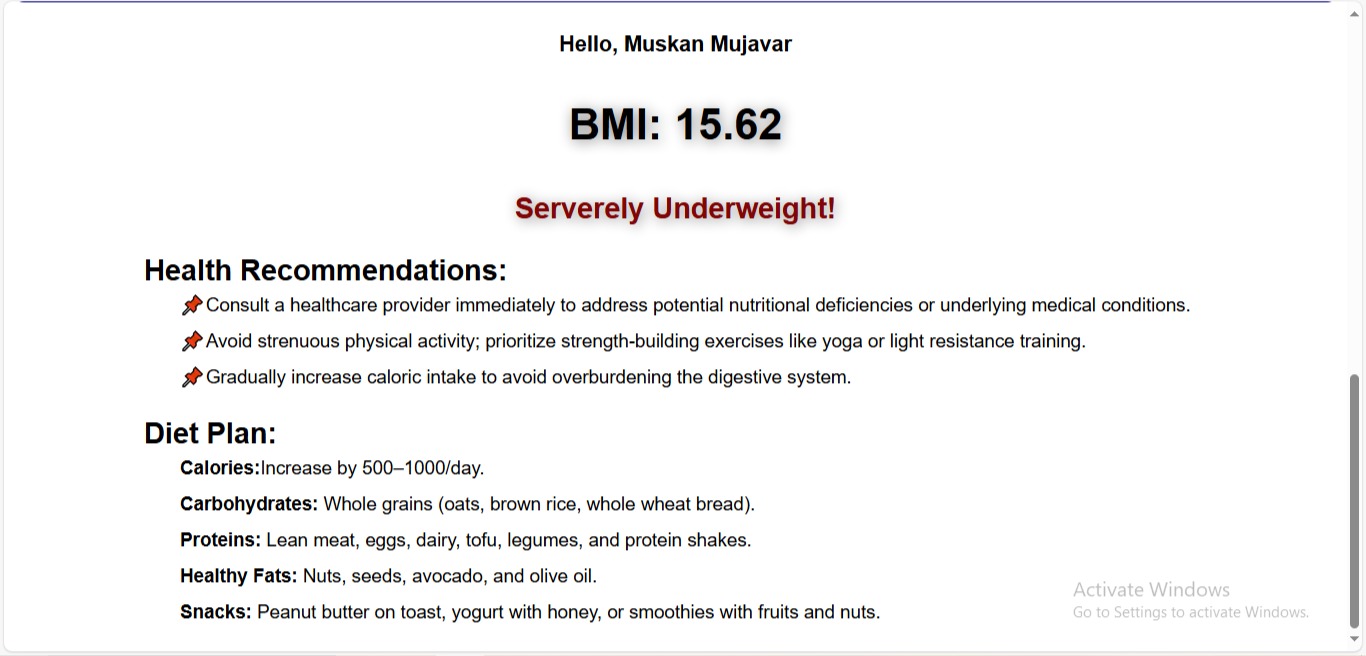 Hello, Muskan Mujavar
BMI: 15.62
Serverely Underweight!
Health Recommendations:
📌Consult a healthcare provider immediately to address potential nutritional deficiencies or underlying medical conditions.
📌Avoid strenuous physical activity; prioritize strength-building exercises like yoga or light resistance training.
📌Gradually increase caloric intake to avoid overburdening the digestive system.
Diet Plan:
Calories:Increase by 500–1000/day.
Carbohydrates: Whole grains (oats, brown rice, whole wheat bread).
Proteins: Lean meat, eggs, dairy, tofu, legumes, and protein shakes.
Healthy Fats: Nuts, seeds, avocado, and olive oil.
Snacks: Peanut butter on toast, yogurt with honey, or smoothies with fruits and nuts.
Activate Windows
Go to Settings to activate Windows.